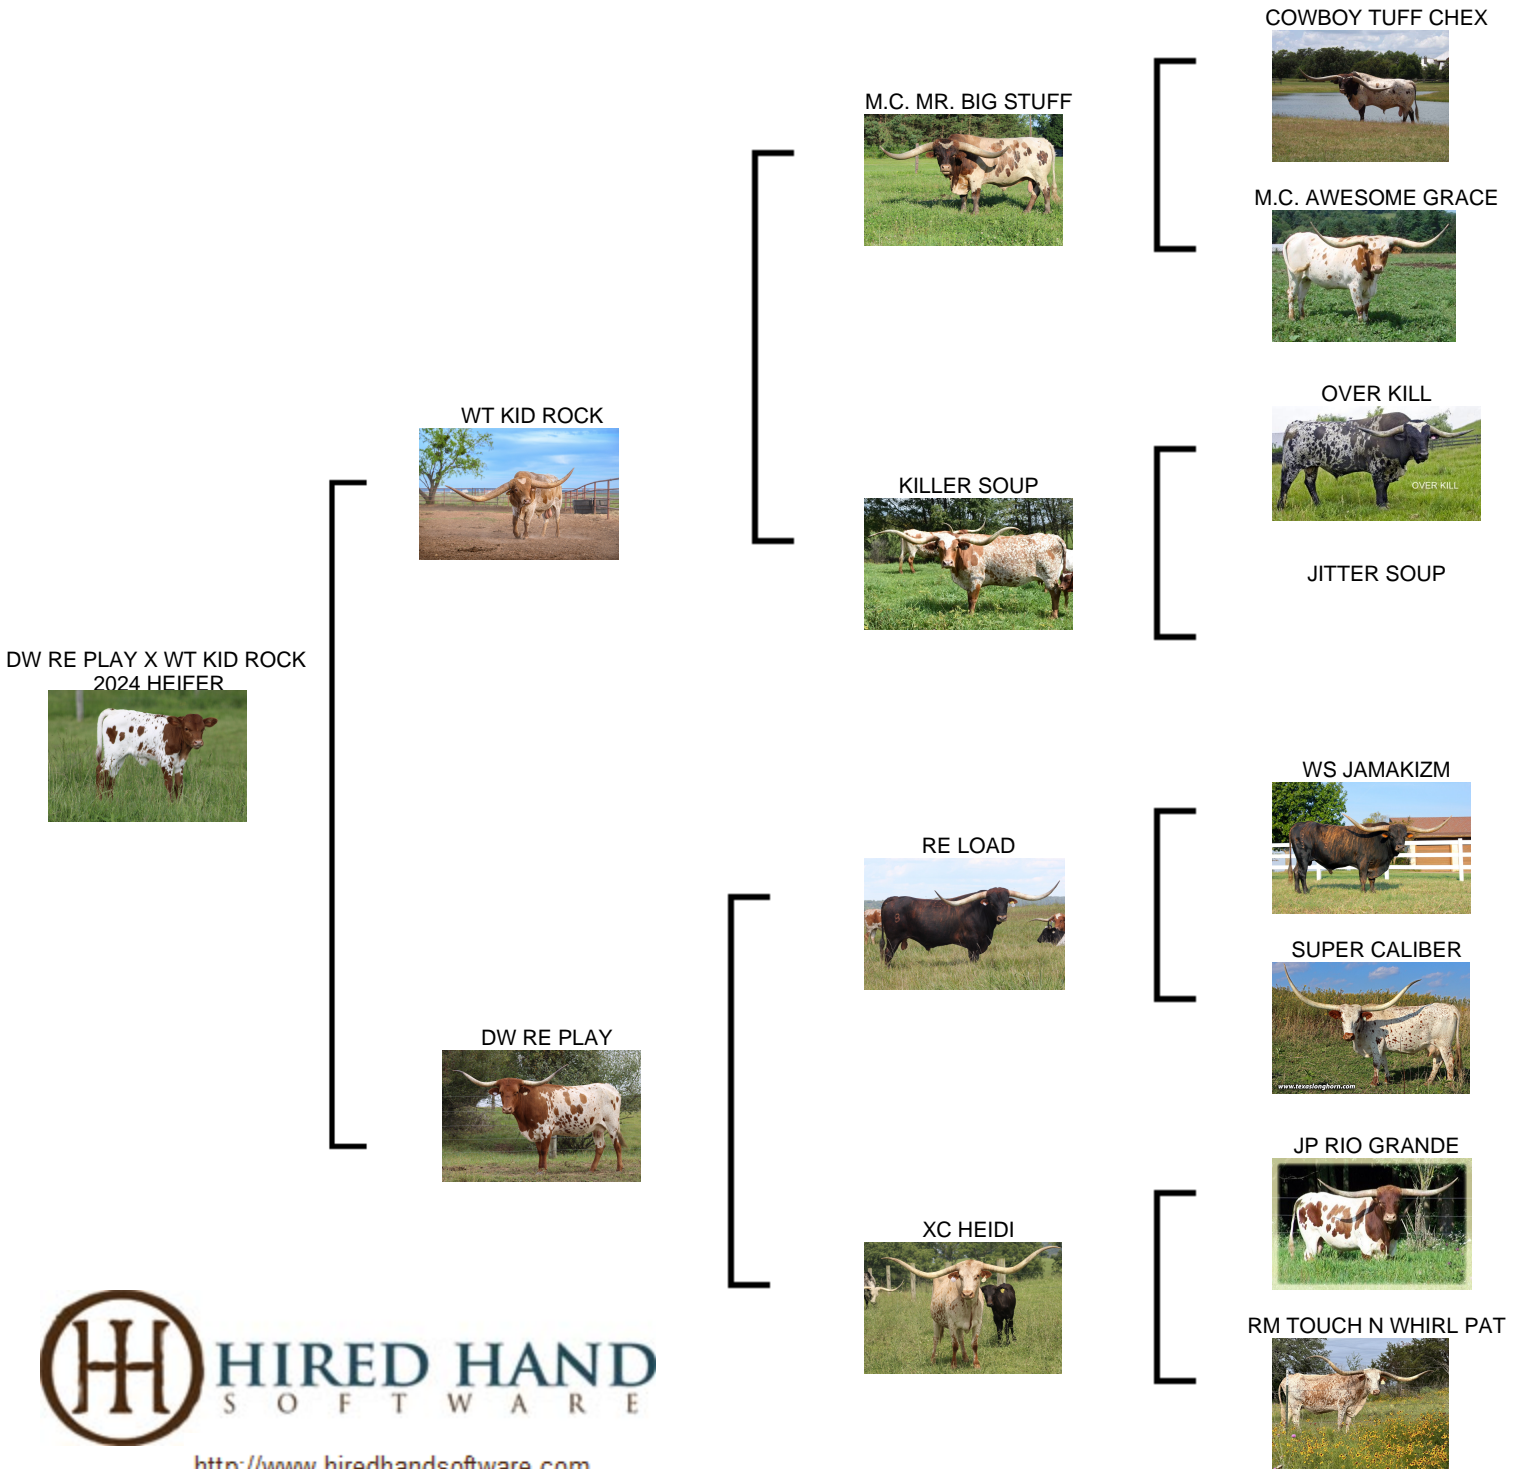 COWBOY TUFF CHEX
M.C. MR. BIG STUFF
M.C. AWESOME GRACE
OVER KILL
OVER KILL
WT KID ROCK
KILLER SOUP
JITTER SOUP
DW RE PLAY X WT KID ROCK
2024 HEIFER
WS JAMAKIZM
RE LOAD
SUPER CALIBER
www.texaslonghorn.com
DW RE PLAY
JP RIO GRANDE
XC HEIDI
RM TOUCH N WHIRL PAT
HIRED HAND
SOFTWARE
http://www.hiredhandsoftware.com